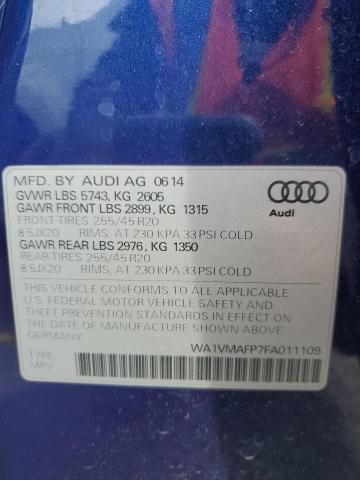 MFD. BY AUDI AG 0614
GVWR LBS 5743, KG 2605
GAWR FRONT LBS 2899, KG 1315
FRONT-TIRES 255/45 R20
8.5JX20 RIMS, AT 230 KPA 33 PSI COLD
GAWR REAR LBS 2976, KG 1350
REAR-TIRES 255/45 R20
8.5JX20 RIMS, AT 230 KPA 33 PSI COLD
Audi
THIS VEHICLE CONFORMS TO ALL APPLICABLE
U.S. FEDERAL MOTOR VEHICLE SAFETY AND
THEFT PREVENTION STANDARDS IN EFFECT ON
THE DATE OF MANUFACTURE SHOWN ABOVE.
GERMANY
WA1VMAFP7FA011109
TYPE:
MPV